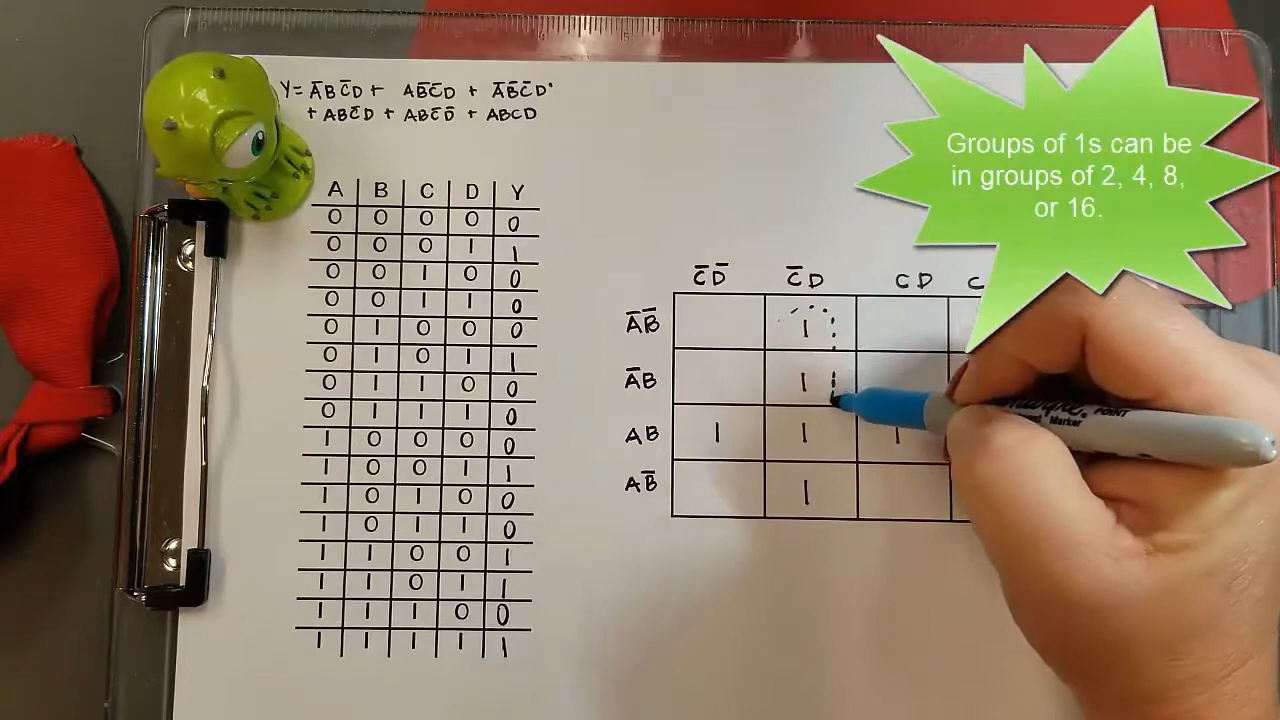 Y = A̅BC̅D + AB̅C̅D + A̅B̅C̅D
+ ABC̅D + ABC̅D̅ + ABCD
Groups of 1s can be
in groups of 2, 4, 8,
or 16.
A B C D Y
0 0 0 0 0
0 0 0 1 1
0 0 1 0 0
0 0 1 1 0
0 1 0 0 0
0 1 0 1 1
0 1 1 0 0
0 1 1 1 0
1 0 0 0 0
1 0 0 1 1
1 0 1 0 0
1 0 1 1 0
1 1 0 0 1
1 1 0 1 1
1 1 1 0 0
1 1 1 1 1
C̅D̅ C̅D CD C
A̅B̅ 1
A̅B 1
AB 1 1 1
AB̅ 1
POINT
Marker